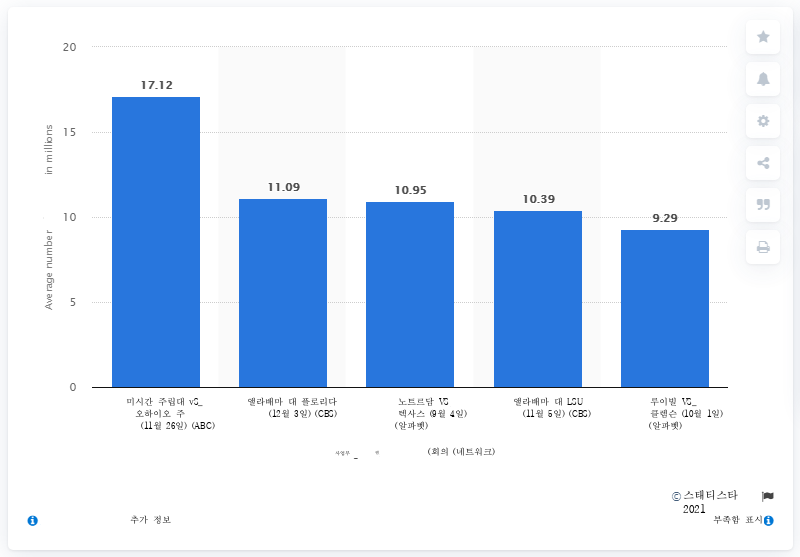 20
in millions
15
10
Average number
5
0
17.12
11.09
10.95
10.39
9.29
미시간 주립대 vS_
오하이오 주
(11월 26일) (ABC)
앨라배마 대 플로리다
(12월 3일) (CBS)
노트르담 VS
텍사스 (9월 4일)
(알파벳)
앨라배마 대 LSU
(11월 5일) (CBS)
루이빌 VS_
클렘슨 (10월 1일)
(알파벳)
(회의 (네트워크)
© 스태티스타
2021
추가 정보
부족함 표시